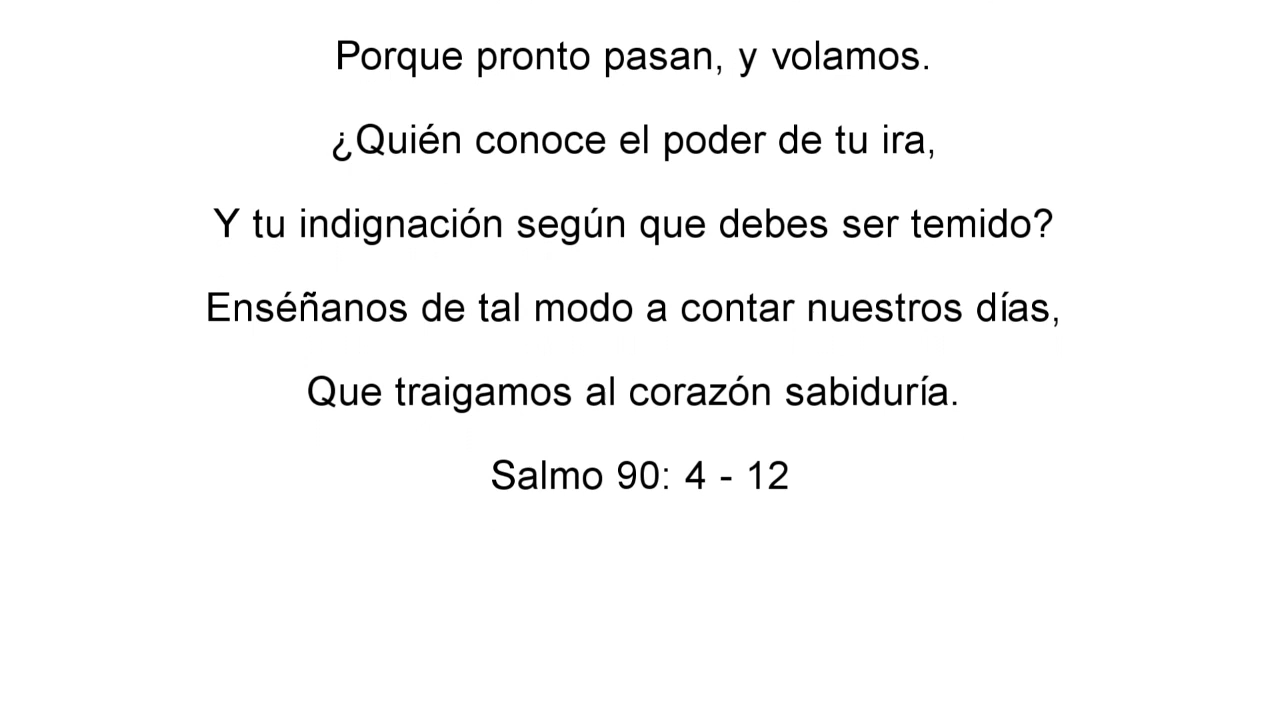 Porque pronto pasan, y volamos.
¿Quién conoce el poder de tu ira,
Y tu indignación según que debes ser temido?
Enséñanos de tal modo a contar nuestros días,
Que traigamos al corazón sabiduría.
Salmo 90: 4 - 12